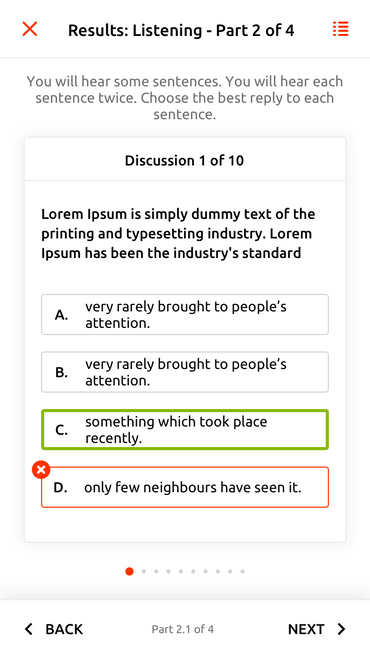 Results: Listening - Part 2 of 4
You will hear some sentences. You will hear each
sentence twice. Choose the best reply to each
sentence.
Discussion 1 of 10
Lorem Ipsum is simply dummy text of the
printing and typesetting industry. Lorem
Ipsum has been the industry's standard
A. very rarely brought to people's
attention.
B. very rarely brought to people's
attention.
C. something which took place
recently.
D. only few neighbours have seen it.
BACK Part 2.1 of 4 NEXT